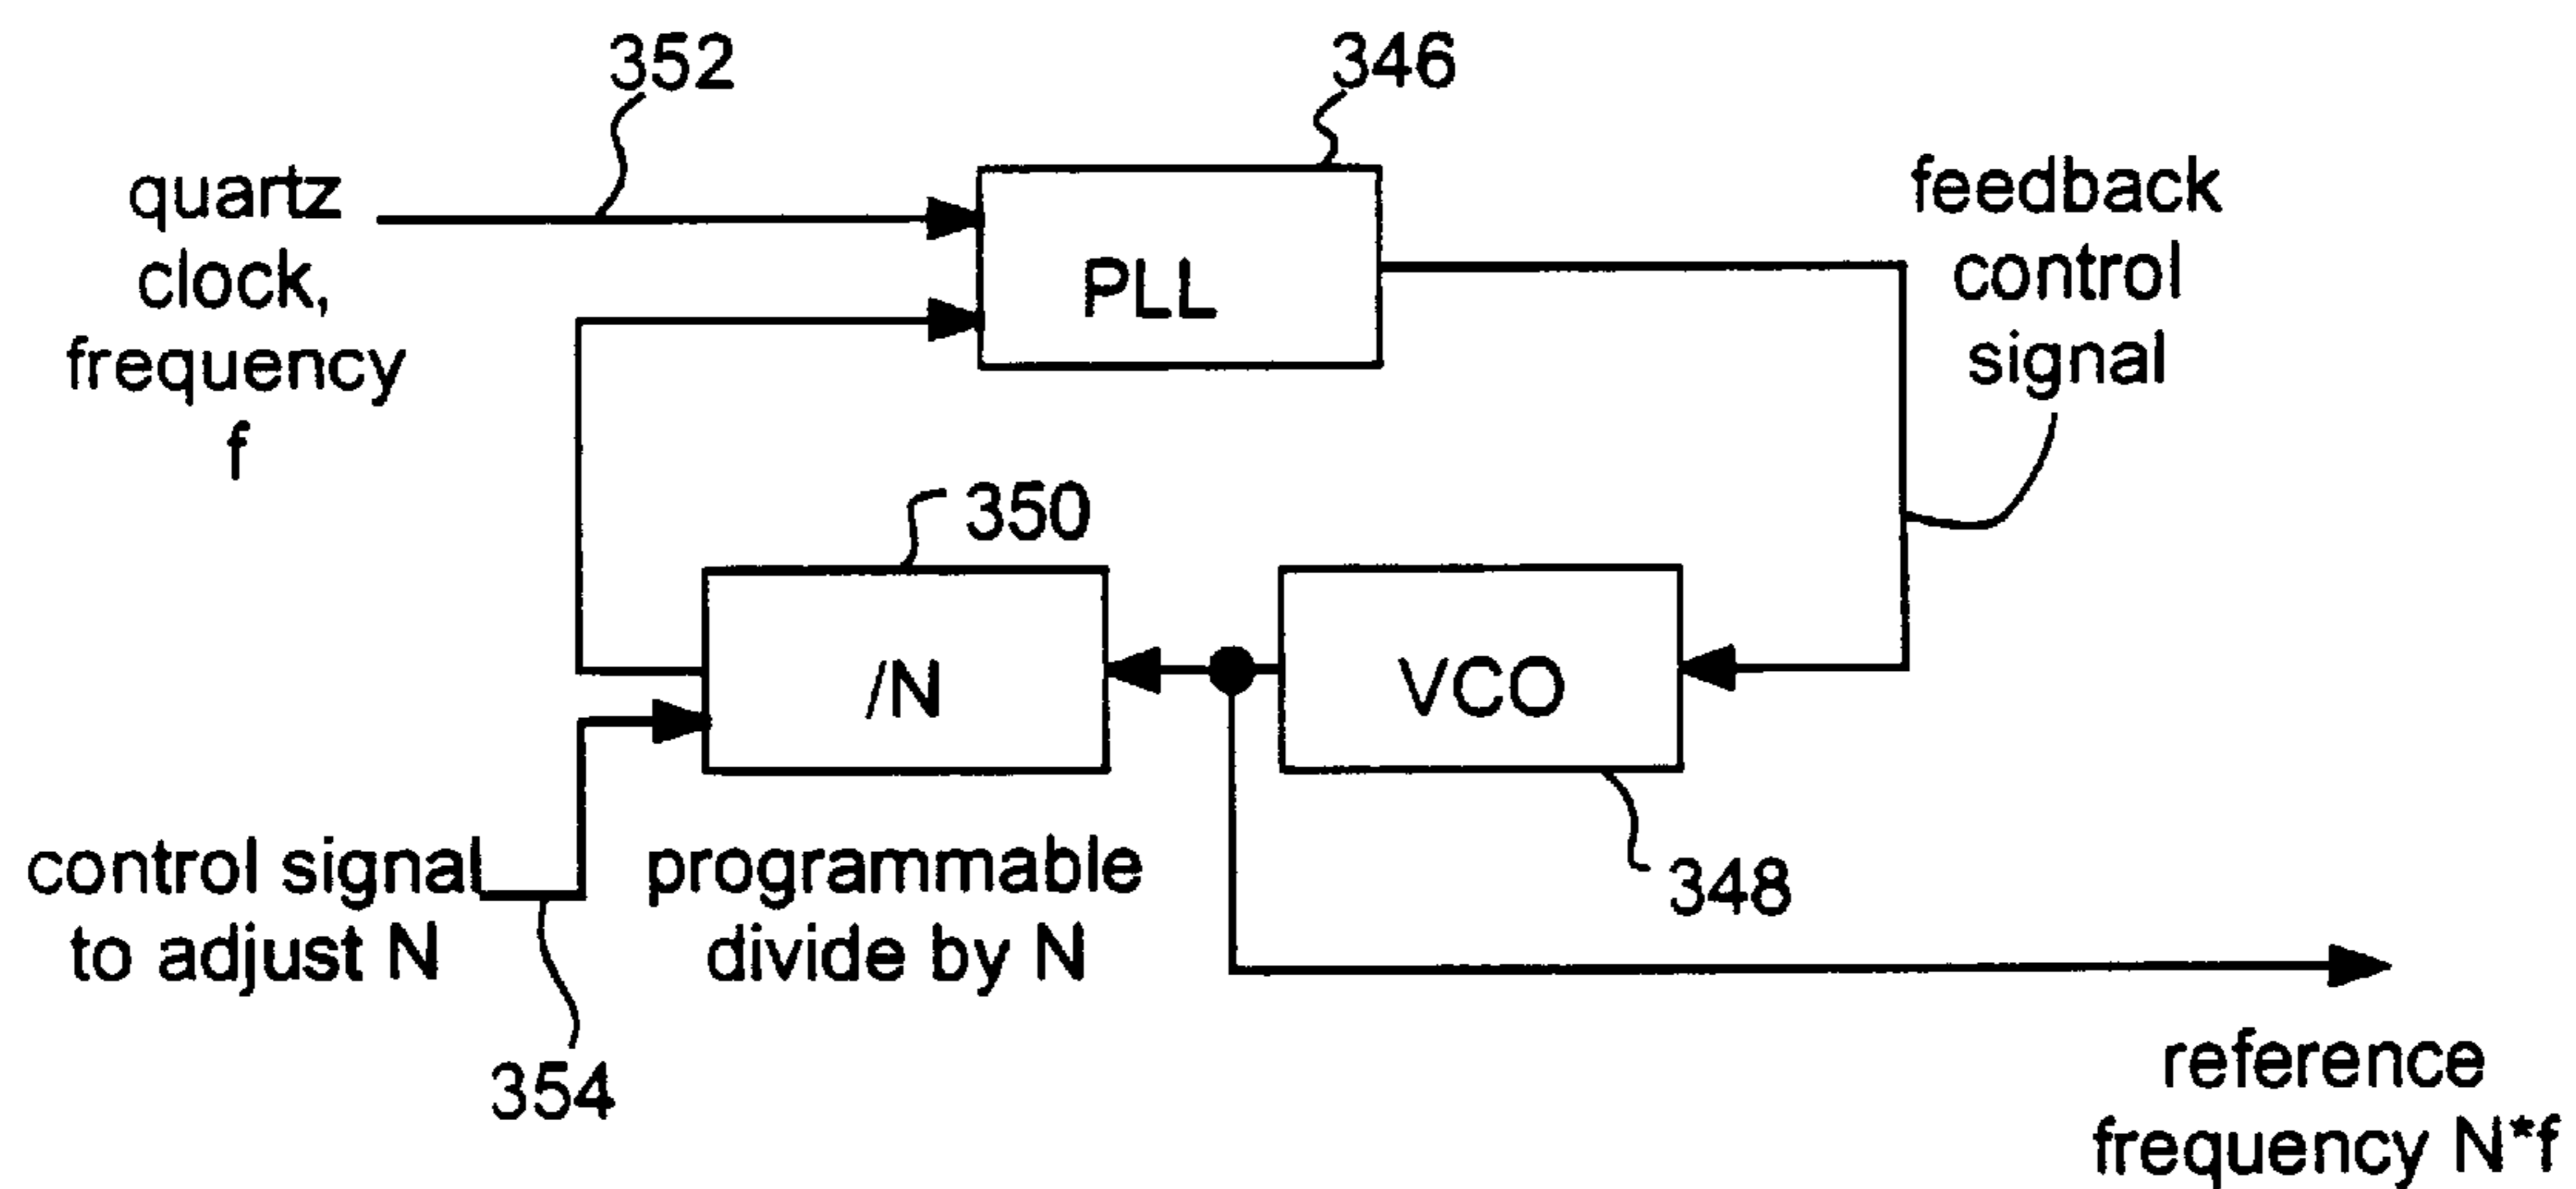 352
346
quartz
clock,
frequency
f
PLL
feedback
control
signal
350
/N
VCO
348
control signal
to adjust N
programmable
divide by N
354
reference
frequency N*f